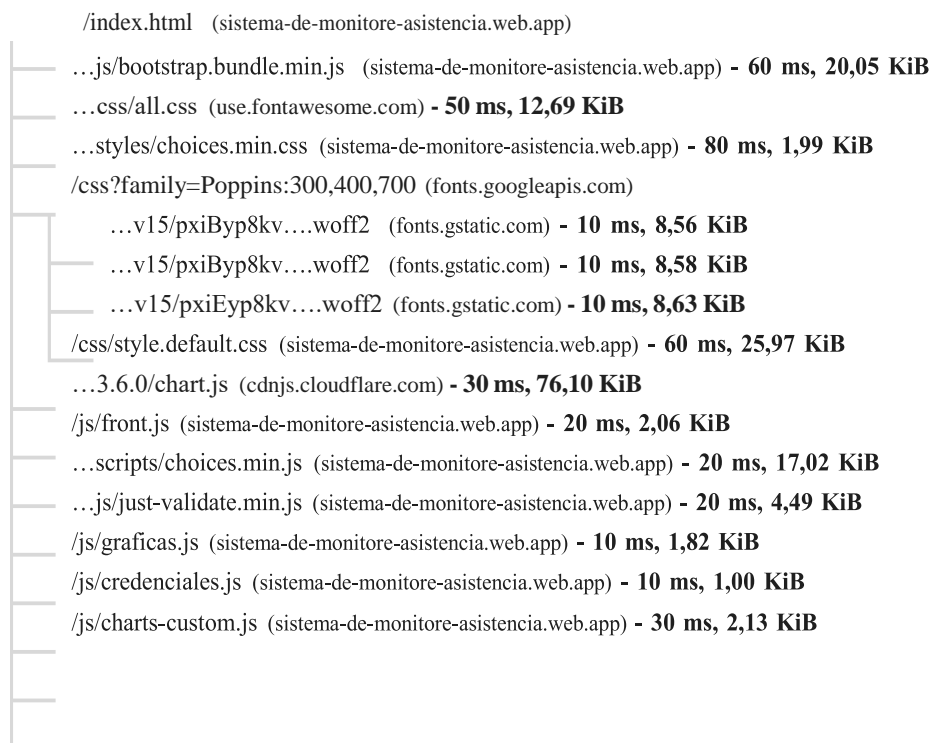 /index.html (sistema-de-monitore-asistencia.web.app)
…js/bootstrap.bundle.min.js (sistema-de-monitore-asistencia.web.app) - 60 ms, 20,05 KiB
…css/all.css (use.fontawesome.com) - 50 ms, 12,69 KiB
…styles/choices.min.css (sistema-de-monitore-asistencia.web.app) - 80 ms, 1,99 KiB
/css?family=Poppins:300,400,700 (fonts.googleapis.com)
…v15/pxiByp8kv….woff2 (fonts.gstatic.com) - 10 ms, 8,56 KiB
…v15/pxiByp8kv….woff2 (fonts.gstatic.com) - 10 ms, 8,58 KiB
…v15/pxiEyp8kv….woff2 (fonts.gstatic.com) - 10 ms, 8,63 KiB
/css/style.default.css (sistema-de-monitore-asistencia.web.app) - 60 ms, 25,97 KiB
…3.6.0/chart.js (cdnjs.cloudflare.com) - 30 ms, 76,10 KiB
/js/front.js (sistema-de-monitore-asistencia.web.app) - 20 ms, 2,06 KiB
…scripts/choices.min.js (sistema-de-monitore-asistencia.web.app) - 20 ms, 17,02 KiB
…js/just-validate.min.js (sistema-de-monitore-asistencia.web.app) - 20 ms, 4,49 KiB
/js/graficas.js (sistema-de-monitore-asistencia.web.app) - 10 ms, 1,82 KiB
/js/credenciales.js (sistema-de-monitore-asistencia.web.app) - 10 ms, 1,00 KiB
/js/charts-custom.js (sistema-de-monitore-asistencia.web.app) - 30 ms, 2,13 KiB